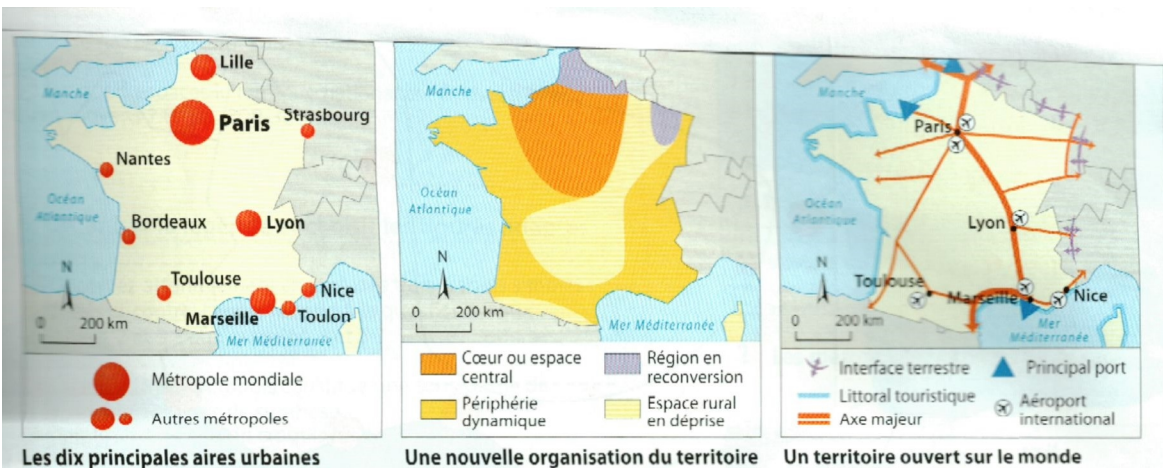 Lille
Manche
Paris
Strasbourg
Nantes
Océan
Atlantique
Bordeaux
Lyon
N
Toulouse
Nice
Marseille
Toulon
0 200 km
Mer Méditerranée
Métropole mondiale
Autres métropoles
Les dix principales aires urbaines
Manche
Océan
Atlantique
N
0 200 km
Mer Méditerranée
Cœur ou espace
central
Région en
reconversion
Périphérie
dynamique
Espace rural
en déprise
Une nouvelle organisation du territoire
Manche
Paris
Océan
Atlantique
Lyon
N
Toulouse
Marseille
Nice
0 200 km
Mer
Méditerranée
Interface terrestre
Principal port
Littoral touristique
Axe majeur
Aéroport
international
Un territoire ouvert sur le monde